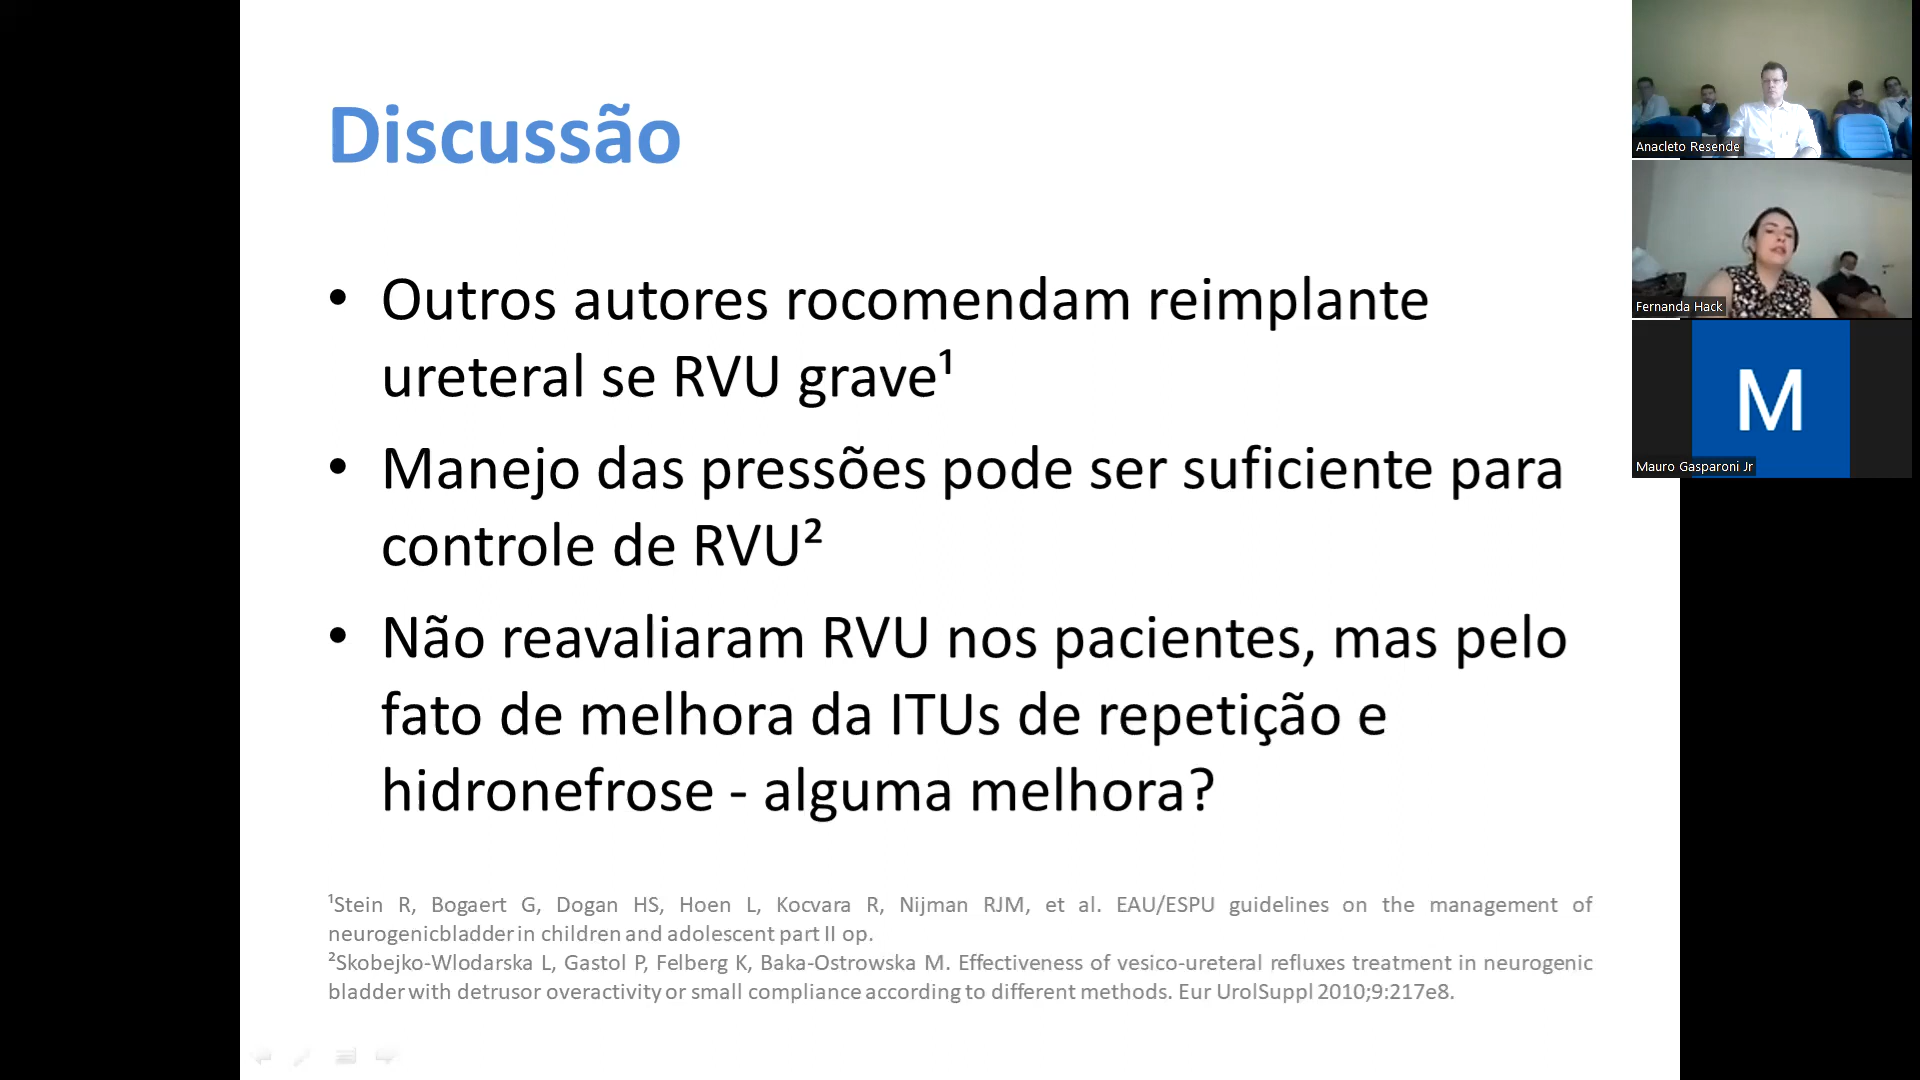 Discussão
• Outros autores rocomendam reimplante
ureteral se RVU grave¹
• Manejo das pressões pode ser suficiente para
controle de RVU²
• Não reavaliaram RVU nos pacientes, mas pelo
fato de melhora da ITUs de repetição e
hidronefrose - alguma melhora?
¹Stein R, Bogaert G, Dogan HS, Hoen L, Kocvara R, Nijman RJM, et al. EAU/ESPU guidelines on the management of
neurogenicbladder in children and adolescent part II op.
²Skobejko-Wlodarska L, Gastol P, Felberg K, Baka-Ostrowska M. Effectiveness of vesico-ureteral refluxes treatment in neurogenic
bladder with detrusor overactivity or small compliance according to different methods. Eur UrolSuppl 2010;9:217e8.
Anacleto Resende
Fernanda Hack
M
Mauro Gasparoni Jr